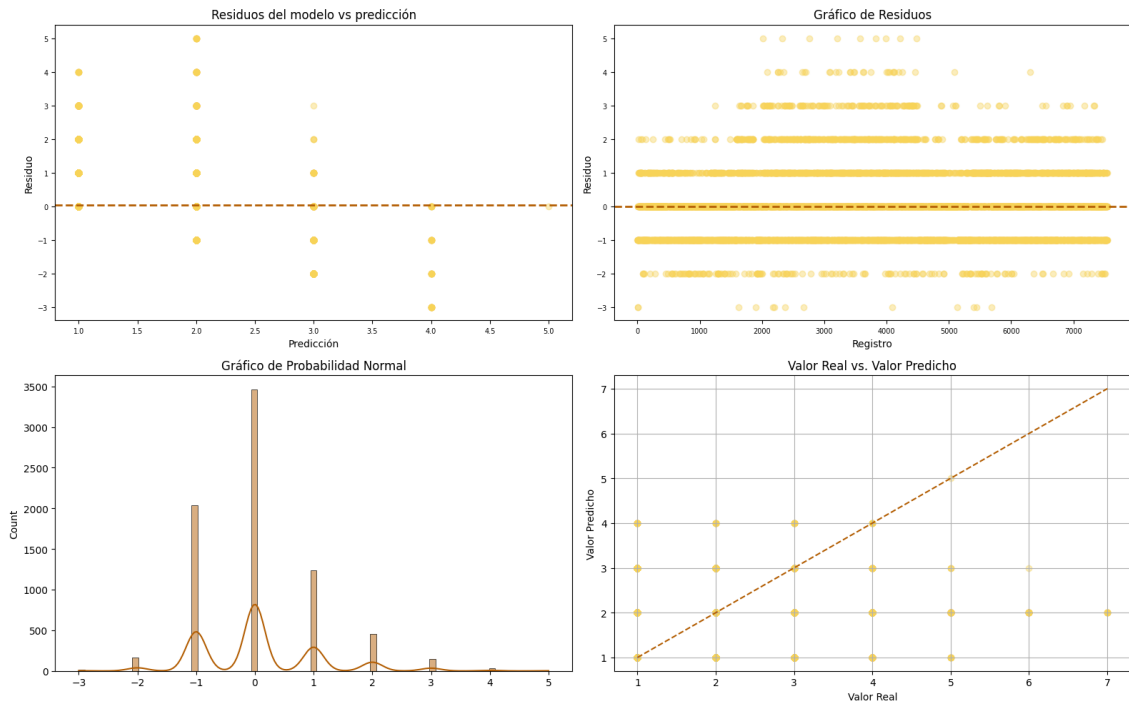 Residuos del modelo vs predicción
Residuo
5
4
3
2
1
0
−1
−2
−3
1.0 1.5 2.0 2.5 3.0 3.5 4.0 4.5 5.0
Predicción
Gráfico de Residuos
Residuo
5
4
3
2
1
0
−1
−2
−3
0 1000 2000 3000 4000 5000 6000 7000
Registro
Gráfico de Probabilidad Normal
Count
3500
3000
2500
2000
1500
1000
500
0
−3 −2 −1 0 1 2 3 4 5
Valor Real vs. Valor Predicho
Valor Predicho
7
6
5
4
3
2
1
1 2 3 4 5 6 7
Valor Real